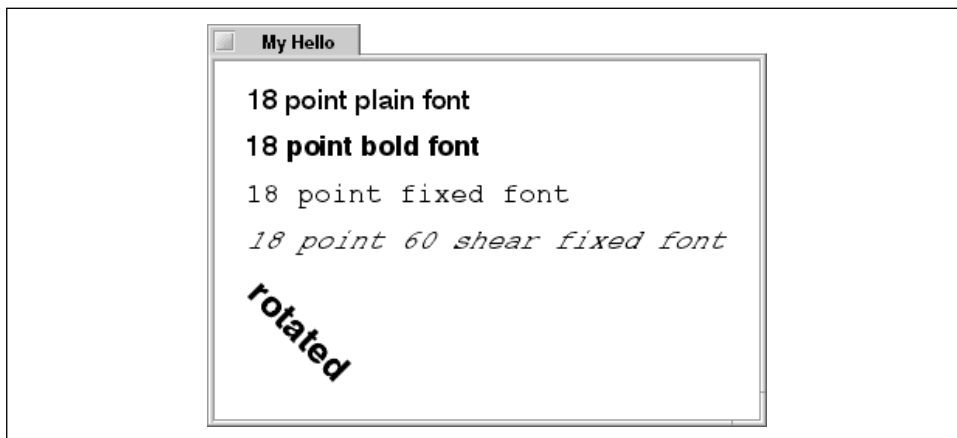 My Hello
18 point plain font
18 point bold font
18 point fixed font
18 point 60 shear fixed font
rotated